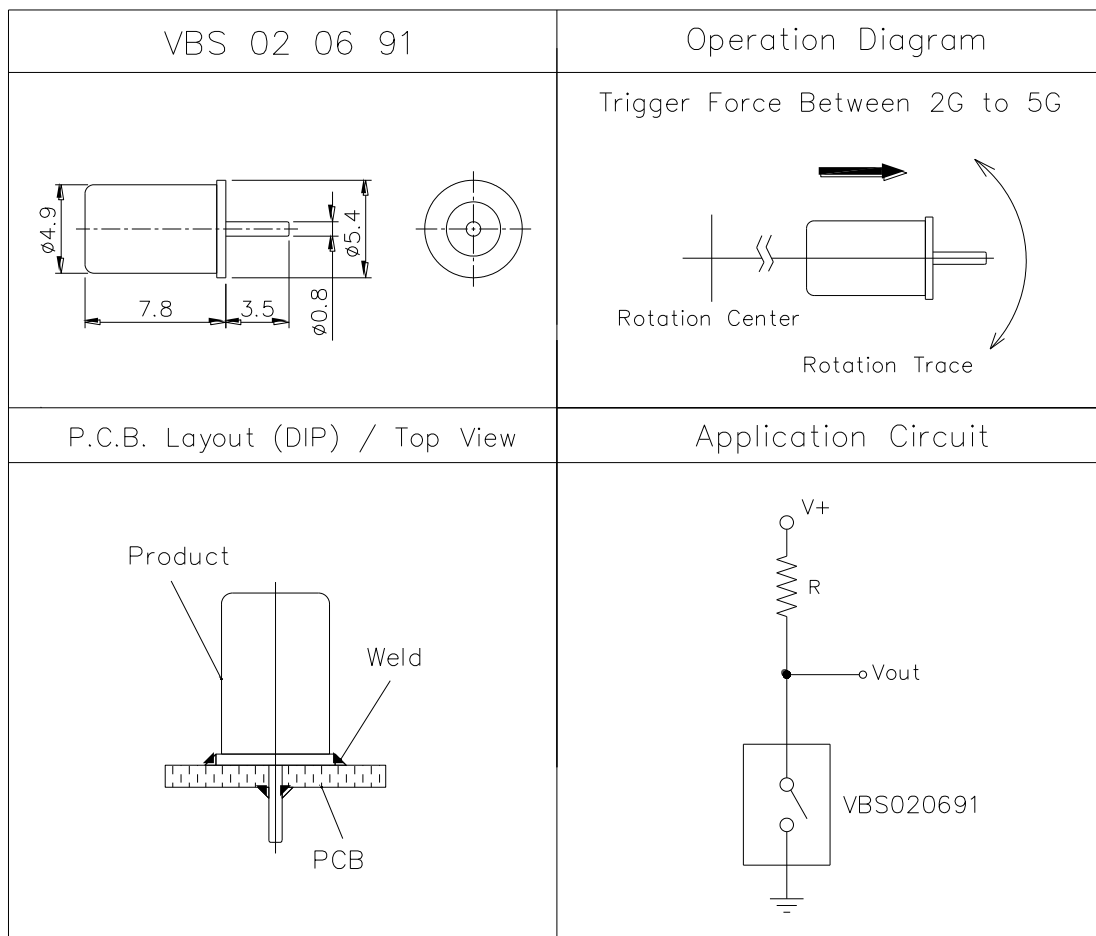 VBS 02 06 91
ø4.9
7.8
3.5
ø0.8
ø5.4
Operation Diagram
Trigger Force Between 2G to 5G
Rotation Center
Rotation Trace
P.C.B. Layout (DIP) / Top View
Product
Weld
PCB
Application Circuit
V+
R
Vout
VBS020691